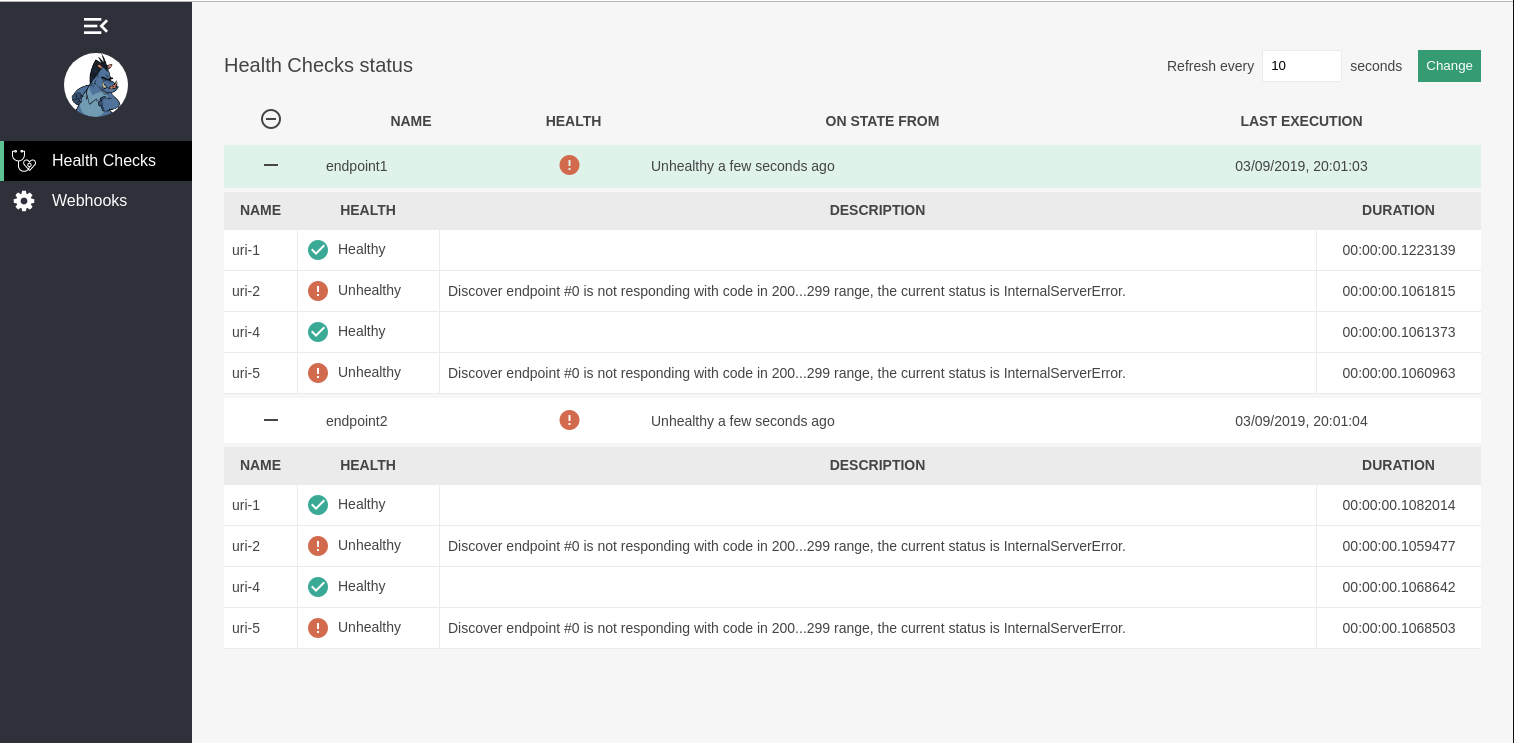 Health Checks status
Refresh every 10 seconds Change
NAME HEALTH ON STATE FROM LAST EXECUTION
Health Checks
Webhooks
endpoint1 Unhealthy a few seconds ago 03/09/2019, 20:01:03
NAME HEALTH DESCRIPTION DURATION
uri-1 Healthy 00:00:00.1223139
uri-2 Unhealthy Discover endpoint #0 is not responding with code in 200...299 range, the current status is InternalServerError. 00:00:00.1061815
uri-4 Healthy 00:00:00.1061373
uri-5 Unhealthy Discover endpoint #0 is not responding with code in 200...299 range, the current status is InternalServerError. 00:00:00.1060963
endpoint2 Unhealthy a few seconds ago 03/09/2019, 20:01:04
NAME HEALTH DESCRIPTION DURATION
uri-1 Healthy 00:00:00.1082014
uri-2 Unhealthy Discover endpoint #0 is not responding with code in 200...299 range, the current status is InternalServerError. 00:00:00.1059477
uri-4 Healthy 00:00:00.1068642
uri-5 Unhealthy Discover endpoint #0 is not responding with code in 200...299 range, the current status is InternalServerError. 00:00:00.1068503